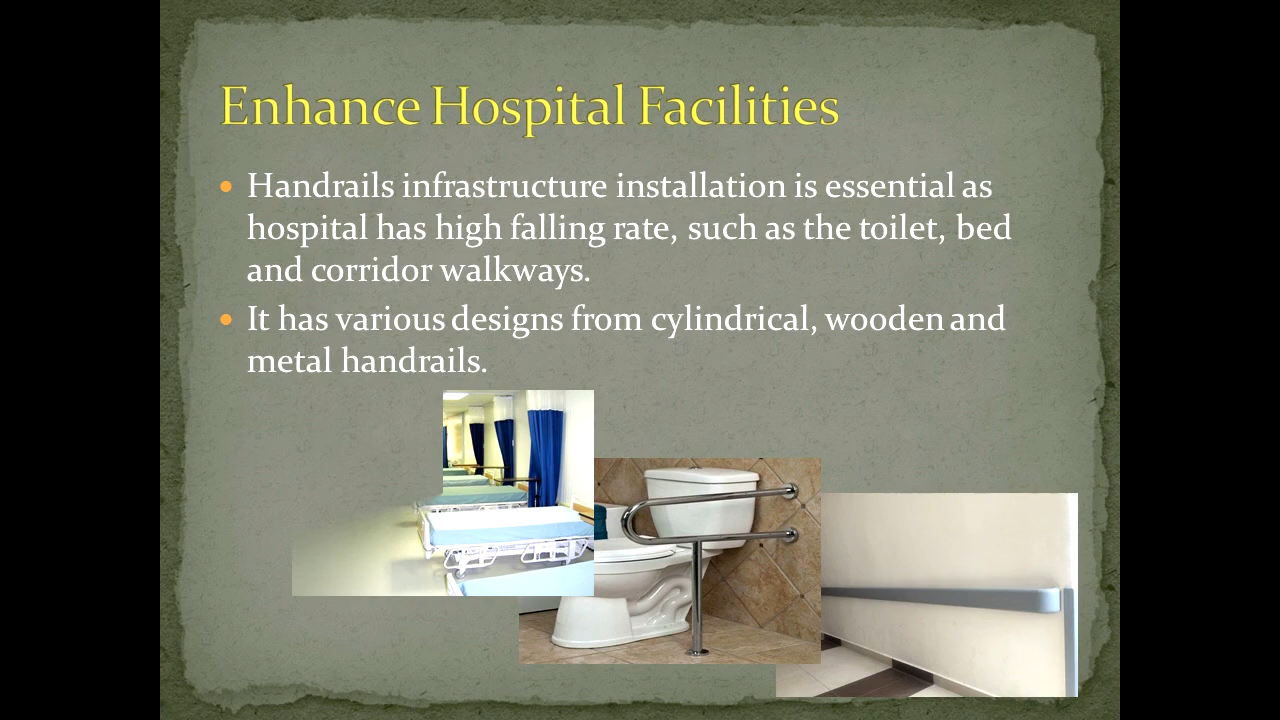 Enhance Hospital Facilities
Handrails infrastructure installation is essential as
hospital has high falling rate, such as the toilet, bed
and corridor walkways.
It has various designs from cylindrical, wooden and
metal handrails.